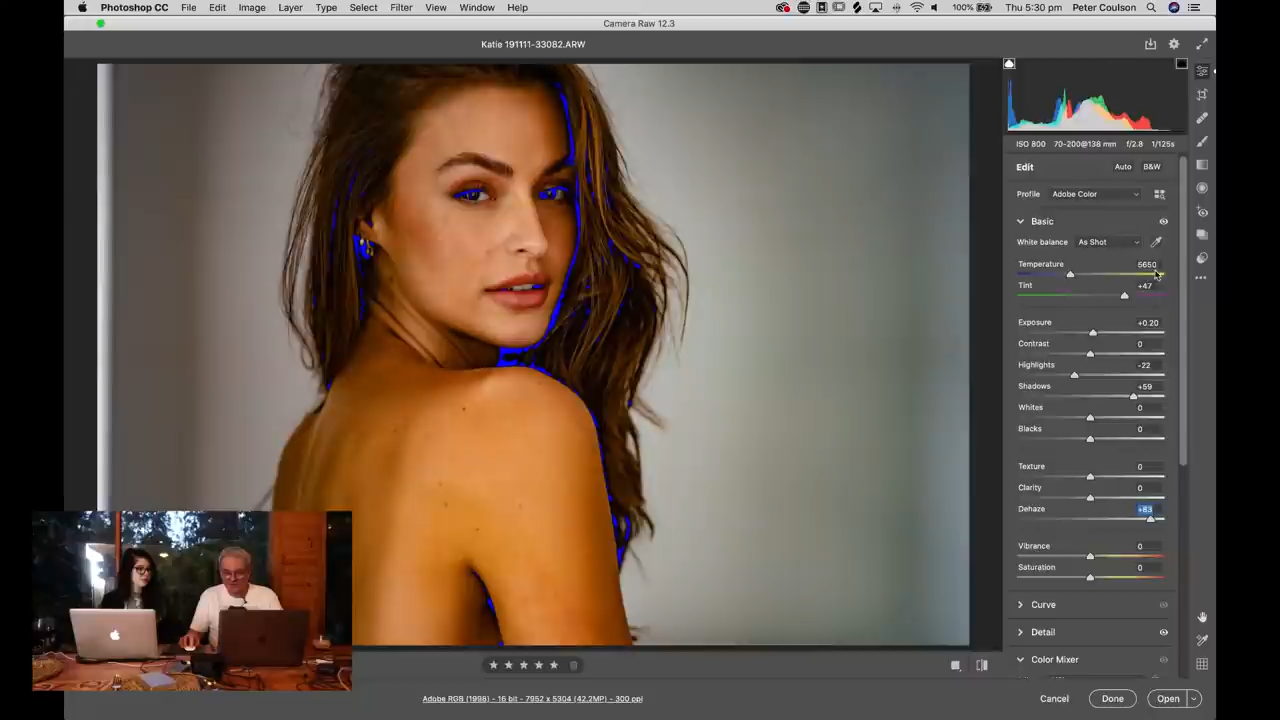 Photoshop CC File Edit Image Layer Type Select Filter View Window Help 100% Thu 5:30 pm Peter Coulson
Camera Raw 12.3
Katie 191111-33082.ARW
ISO 800 70-200@138 mm f/2.8 1/125s
Edit Auto B&W
Profile Adobe Color
Basic
White balance As Shot
Temperature 5650
Tint +47
Exposure +0.20
Contrast 0
Highlights -22
Shadows +59
Whites 0
Blacks 0
Texture 0
Clarity 0
Dehaze +83
Vibrance 0
Saturation 0
Curve
Detail
Color Mixer
Adobe RGB (1998) - 16 bit - 7952 x 5304 (42.2MP) - 300 ppi
Cancel Done Open